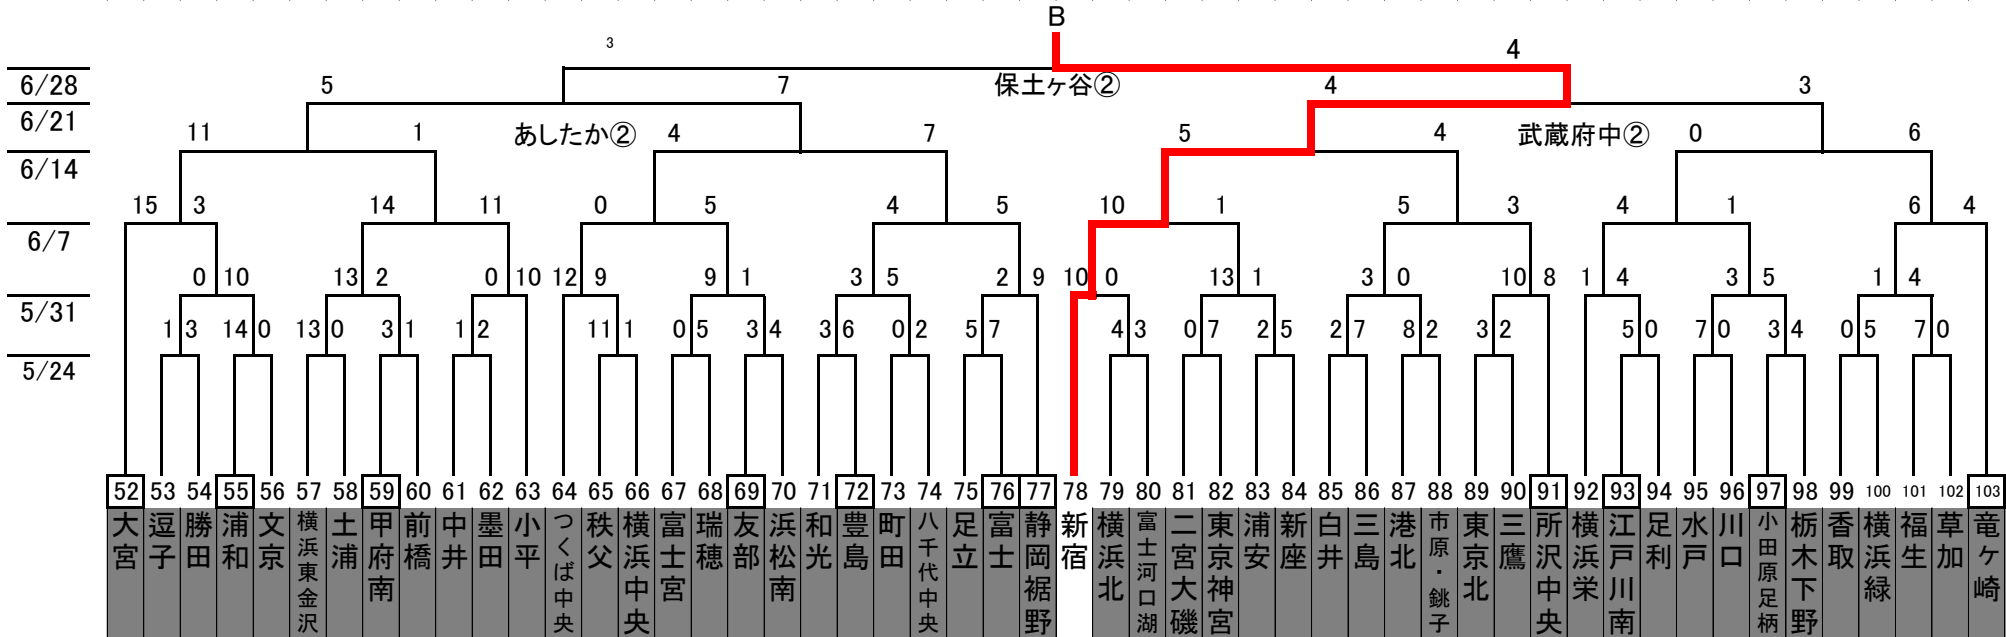 B
3 4
6/28 5 7 保土ヶ谷② 4 3
6/21 11 1 あしたか② 4 7 5 4 武蔵府中② 0 6
6/14
15 3 14 11 0 5 4 5 10 1 5 3 4 1 6 4
6/7
0 10 13 2 0 10 12 9 9 1 3 5 2 9 10 0 13 1 3 0 10 8 1 4 3 5 1 4
5/31
1 3 14 0 13 0 3 1 1 2 11 1 0 5 3 4 3 6 0 2 5 7 4 3 0 7 2 5 2 7 8 2 3 2 5 0 7 0 3 4 0 5 7 0
5/24
52 53 54 55 56 57 58 59 60 61 62 63 64 65 66 67 68 69 70 71 72 73 74 75 76 77 78 79 80 81 82 83 84 85 86 87 88 89 90 91 92 93 94 95 96 97 98 99 100 101 102 103
大宮
逗子
勝田
浦和
文京
横浜東金沢
土浦
甲府南
前橋
中井
墨田
小平
つくば中央
秩父
横浜中央
富士宮
瑞穂
友部
浜松南
和光
豊島
町田
八千代中央
足立
富士
静岡裾野
新宿
横浜北
富士河口湖
二宮大磯
東京神宮
浦安
新座
白井
三島
港北
市原・銚子
東京北
三鷹
所沢中央
横浜栄
江戸川南
足利
水戸
川口
小田原足柄
栃木下野
香取
横浜緑
福生
草加
竜ヶ崎